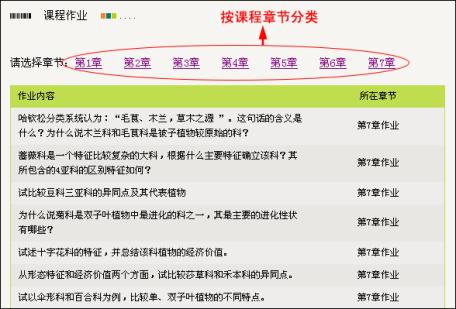 按课程章节分类
课程作业
请选择章节: 第1章 第2章 第3章 第4章 第5章 第6章 第7章
作业内容 所在章节
哈钦松分类系统认为:“毛茛、木兰,草木之源 ”。这句话的含义是
什么?为什么说木兰科和毛茛科是被子植物较原始的科? 第7章作业
蔷薇科是一个特征比较复杂的大科,根据什么主要特征确立该科?其
所包含的4亚科的区别特征如何? 第7章作业
试比较豆科三亚科的异同点及其代表植物 第7章作业
为什么说菊科是双子叶植物中最进化的科之一,其最主要的进化性状
有哪些? 第7章作业
试述十字花科的特征,并总结该科植物的经济价值。 第7章作业
从形态特征和经济价值两个方面,试比较莎草科和禾本科的异同点。 第7章作业
试以伞形科和百合科为例,比较单、双子叶植物的不同特点。 第7章作业